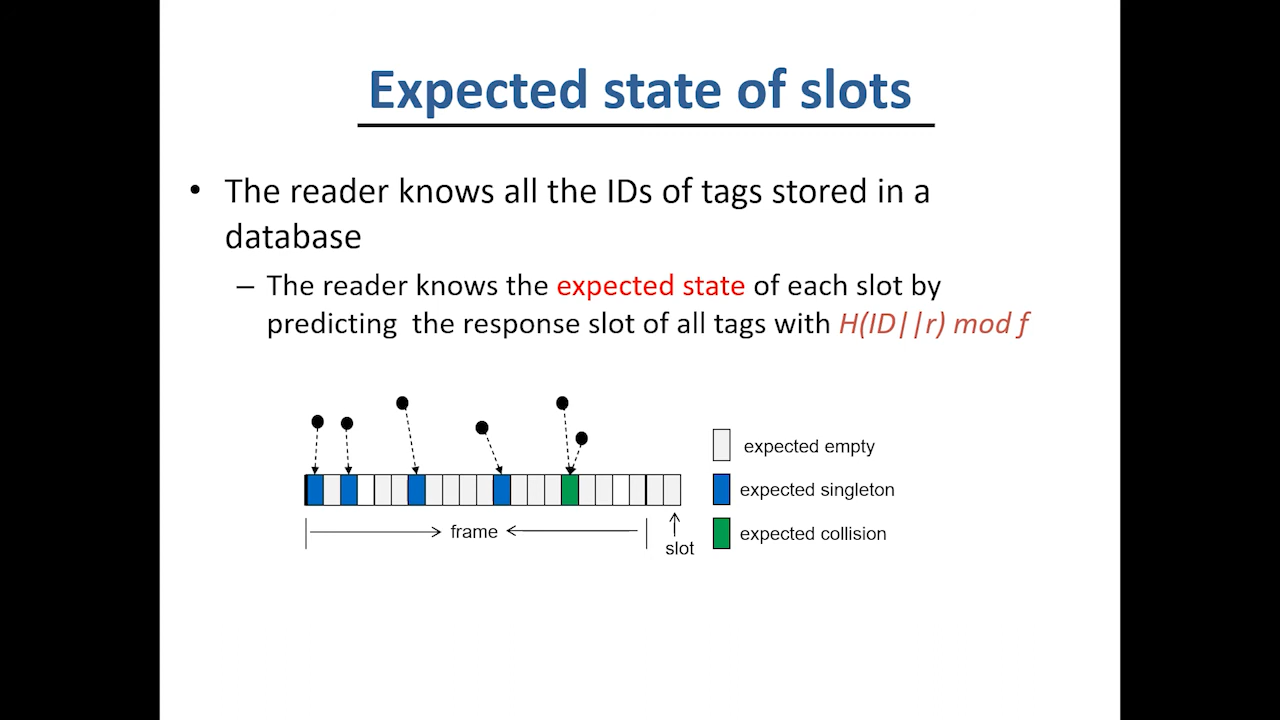 Expected state of slots
• The reader knows all the IDs of tags stored in a
database
– The reader knows the expected state of each slot by
predicting the response slot of all tags with H(ID||r) mod f
expected empty
expected singleton
expected collision
frame
slot